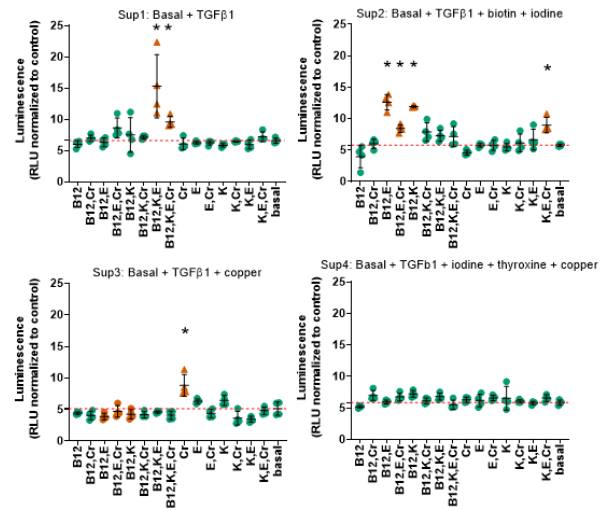 Sup1: Basal + TGFβ1
Luminescence
(RLU normalized to control)
25
20
15
10
5
0
* *
B12
B12,Cr
B12,E
B12,E,Cr
B12,K
B12,K,Cr
B12,K,E
B12,K,E,Cr
Cr
E
E,Cr
K
K,Cr
K,E
K,E,Cr
basal
Sup2: Basal + TGFβ1 + biotin + iodine
Luminescence
(RLU normalized to control)
25
20
15
10
5
0
* * *
*
B12
B12,Cr
B12,E
B12,E,Cr
B12,K
B12,K,Cr
B12,K,E
B12,K,E,Cr
Cr
E
E,Cr
K
K,Cr
K,E
K,E,Cr
basal
Sup3: Basal + TGFβ1 + copper
Luminescence
(RLU normalized to control)
25
20
15
10
5
0
*
B12
B12,Cr
B12,E
B12,E,Cr
B12,K
B12,K,Cr
B12,K,E
B12,K,E,Cr
Cr
E
E,Cr
K
K,Cr
K,E
K,E,Cr
basal
Sup4: Basal + TGFb1 + iodine + thyroxine + copper
Luminescence
(RLU normalized to control)
25
20
15
10
5
0
B12
B12,Cr
B12,E
B12,E,Cr
B12,K
B12,K,Cr
B12,K,E
B12,K,E,Cr
Cr
E
E,Cr
K
K,Cr
K,E
K,E,Cr
basal